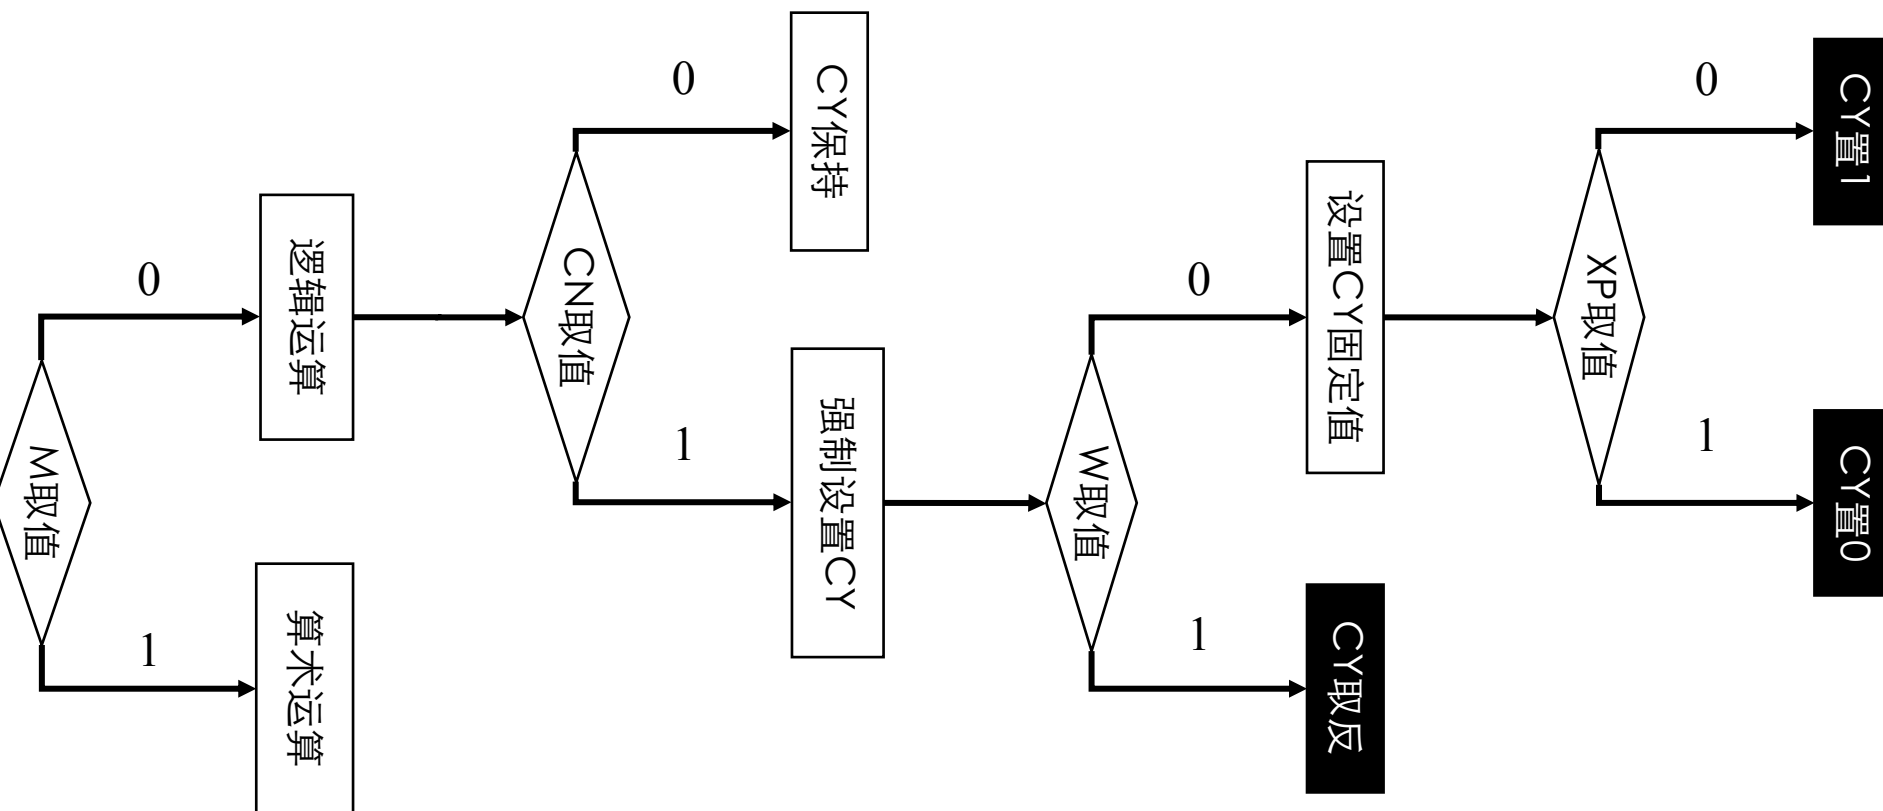 M取值
0
逻辑运算
1
算术运算
CN取值
0
CY保持
1
强制设置CY
W取值
0
设置CY固定值
1
CY取反
XP取值
0
CY置1
1
CY置0